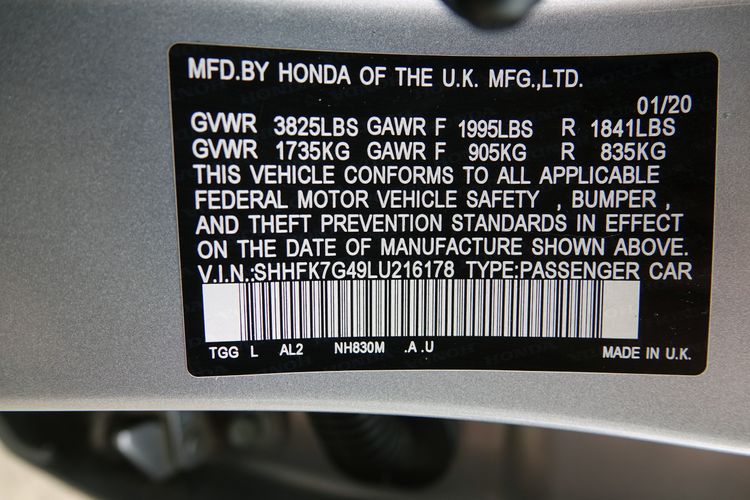 MFD.BY HONDA OF THE U.K. MFG.,LTD.
01/20
GVWR 3825LBS GAWR F 1995LBS R 1841LBS
GVWR 1735KG GAWR F 905KG R 835KG
THIS VEHICLE CONFORMS TO ALL APPLICABLE
FEDERAL MOTOR VEHICLE SAFETY , BUMPER ,
AND THEFT PREVENTION STANDARDS IN EFFECT
ON THE DATE OF MANUFACTURE SHOWN ABOVE.
V.I.N.:SHHFK7G49LU216178 TYPE:PASSENGER CAR
TGG L AL2 NH830M .A .U MADE IN U.K.